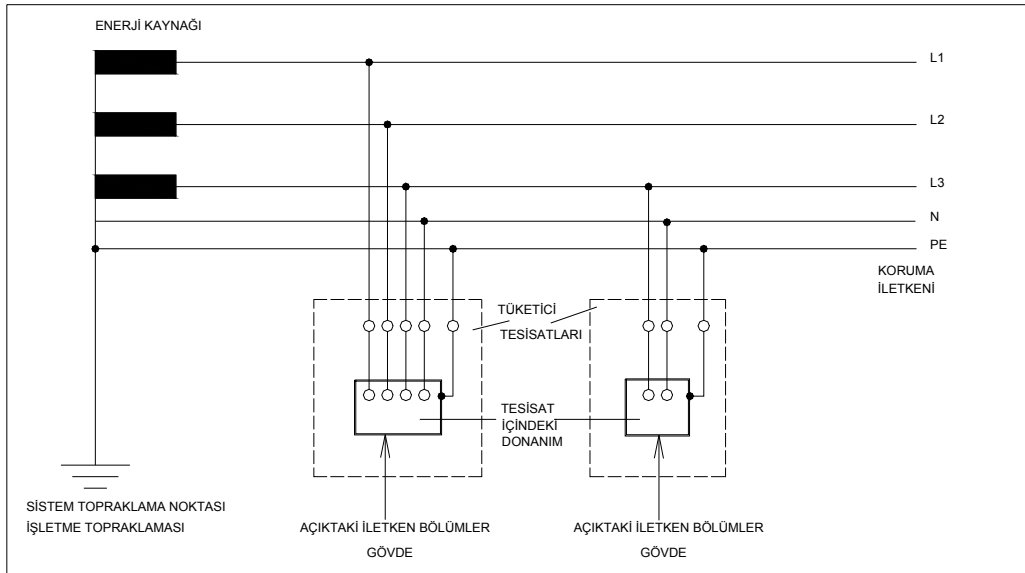 ENERJİ KAYNAĞI
L1
L2
L3
N
PE
KORUMA
İLETKENİ
TÜKETİCİ
TESİSATLARI
TESİSAT
İÇİNDEKİ
DONANIM
SİSTEM TOPRAKLAMA NOKTASI
İŞLETME TOPRAKLAMASI
AÇIKTAKİ İLETKEN BÖLÜMLER
GÖVDE
AÇIKTAKİ İLETKEN BÖLÜMLER
GÖVDE